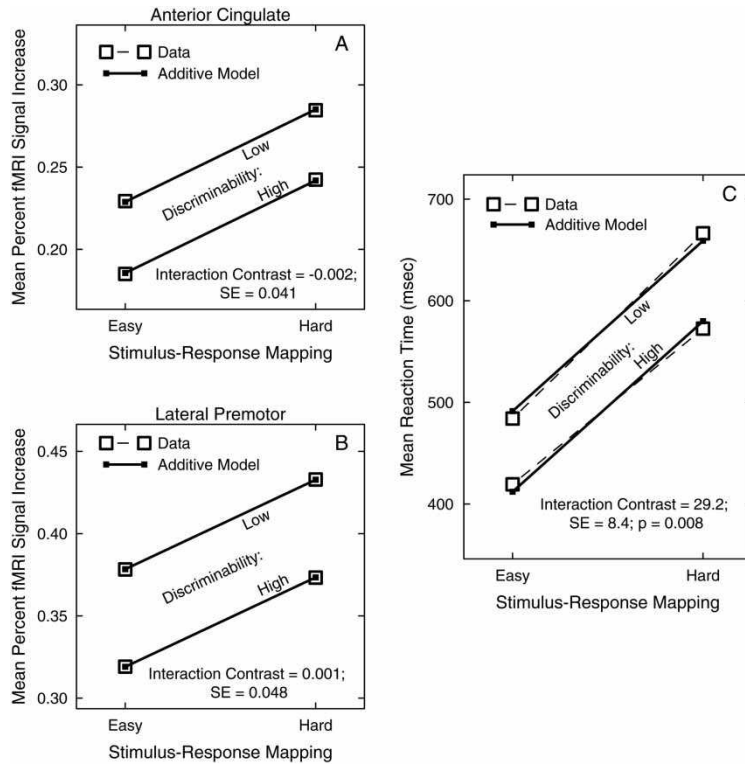 Anterior Cingulate
A
Data
Additive Model
Mean Percent fMRI Signal Increase
0.30
0.25
0.20
Low
Discriminability:
High
Interaction Contrast = -0.002;
SE = 0.041
Easy
Hard
Stimulus-Response Mapping
Lateral Premotor
B
Data
Additive Model
Mean Percent fMRI Signal Increase
0.45
0.40
0.35
0.30
Low
Discriminability:
High
Interaction Contrast = 0.001;
SE = 0.048
Easy
Hard
Stimulus-Response Mapping
C
Data
Additive Model
Mean Reaction Time (msec)
700
600
500
400
Low
Discriminability:
High
Interaction Contrast = 29.2;
SE = 8.4; p = 0.008
Easy
Hard
Stimulus-Response Mapping